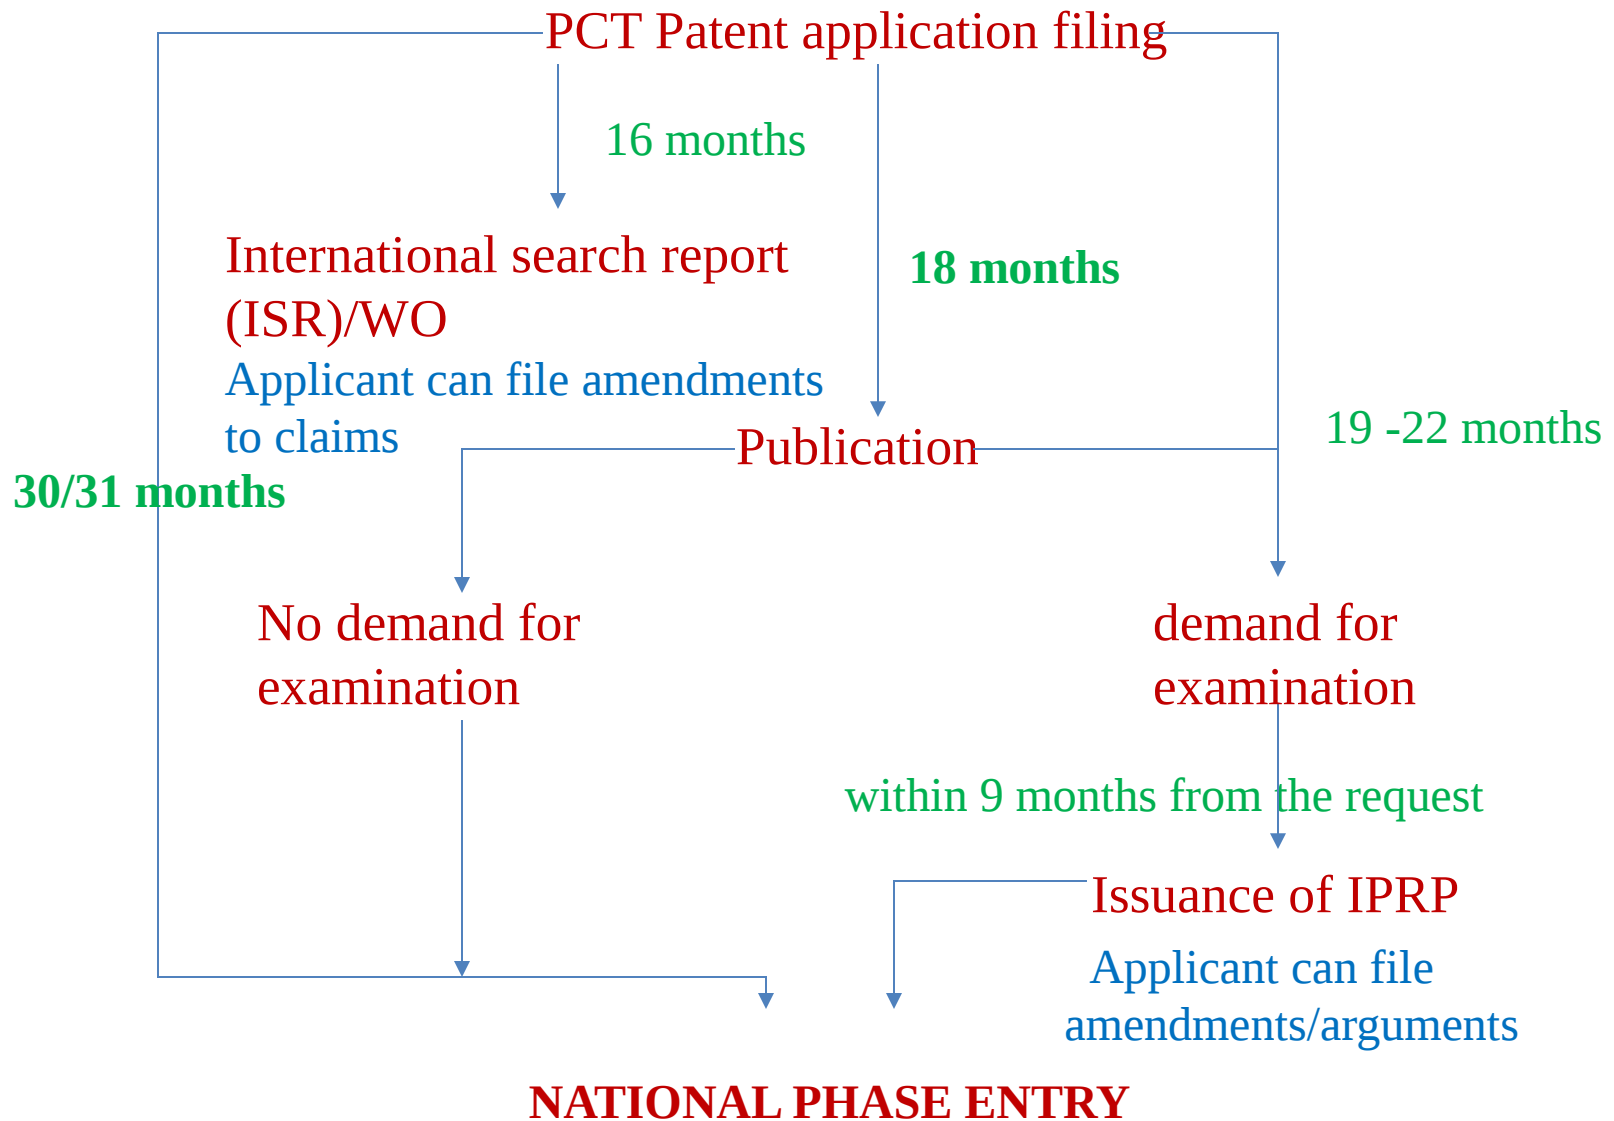 PCT Patent application filing
16 months
International search report
(ISR)/WO
18 months
Applicant can file amendments
to claims
Publication
19 -22 months
30/31 months
No demand for
examination
demand for
examination
within 9 months from the request
Issuance of IPRP
Applicant can file
amendments/arguments
NATIONAL PHASE ENTRY